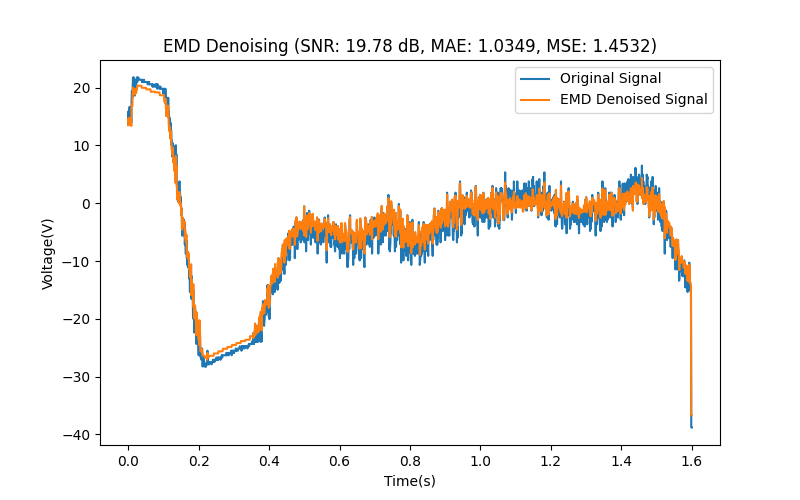 EMD Denoising (SNR: 19.78 dB, MAE: 1.0349, MSE: 1.4532)
Original Signal
EMD Denoised Signal
Voltage(V)
20
10
0
−10
−20
−30
−40
0.0 0.2 0.4 0.6 0.8 1.0 1.2 1.4 1.6
Time(s)